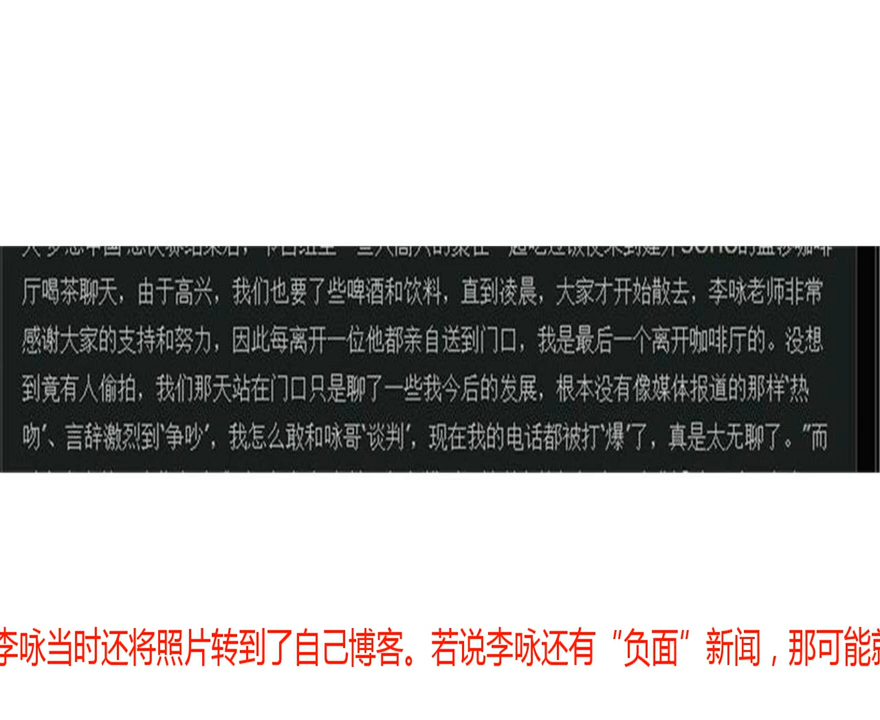 厅喝茶聊天，由于高兴，我们也要了些啤酒和饮料，直到凌晨，大家才开始散去，李咏老师非常
感谢大家的支持和努力，因此每离开一位他都亲自送到门口，我是最后一个离开咖啡厅的。没想
到竟有人偷拍，我们那天站在门口只是聊了一些我今后的发展，根本没有像媒体报道的那样‘热
吻’、言辞激烈到‘争吵’，我怎么敢和咏哥‘谈判’，现在我的电话都被打‘爆’了，真是太无聊了。”而
李咏当时还将照片转到了自己博客。若说李咏还有“负面”新闻，那可能